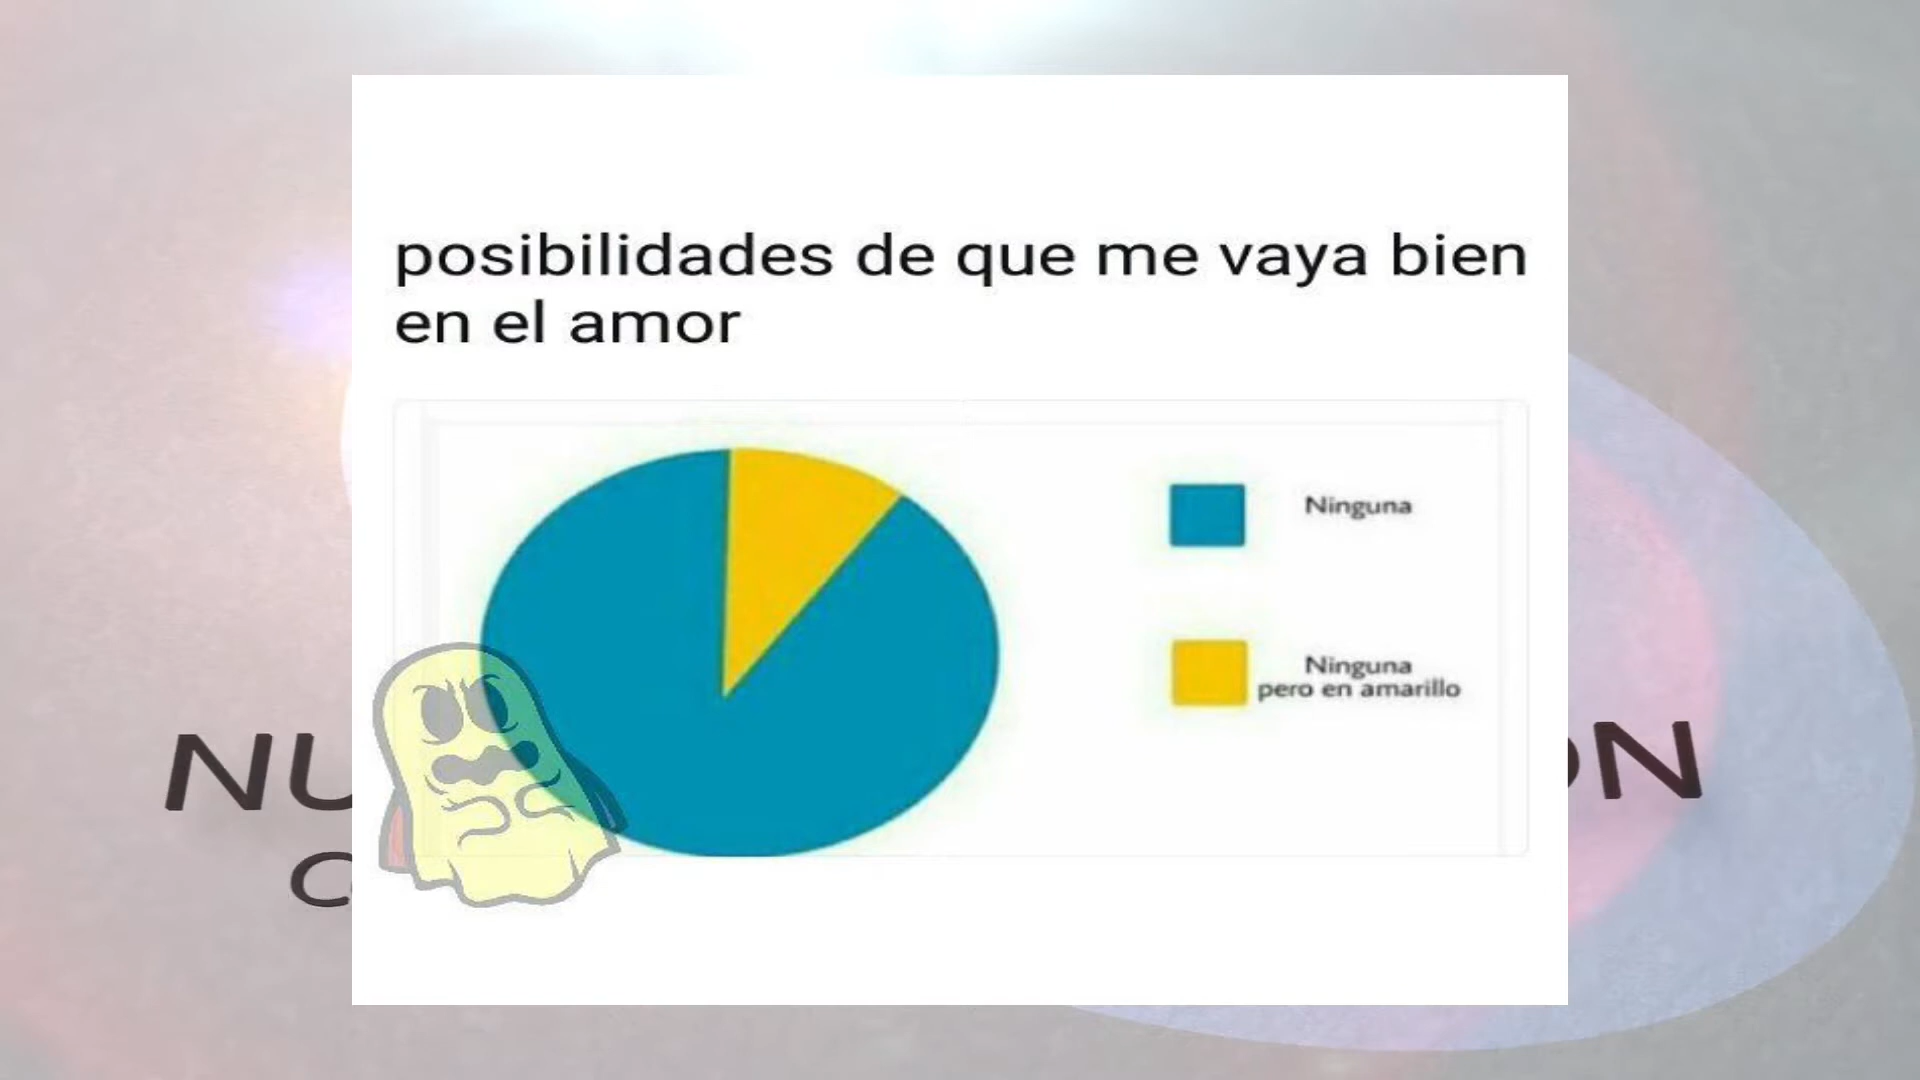 posibilidades de que me vaya bien
en el amor
Ninguna
Ninguna
pero en amarillo